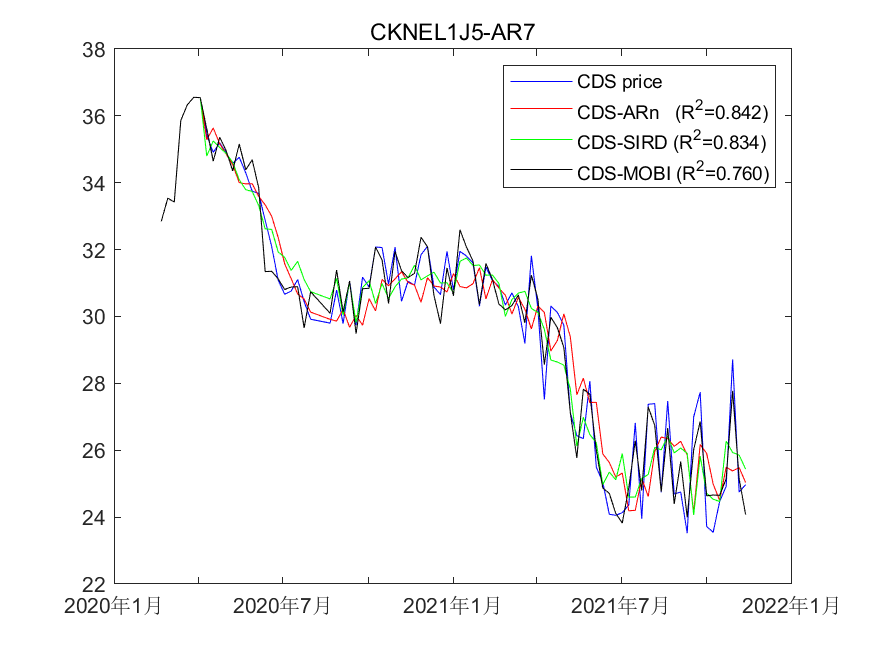 CKNEL1J5-AR7
38
36
34
32
30
28
26
24
22
2020年1月 2020年7月 2021年1月 2021年7月 2022年1月
CDS price
CDS-ARn (R²=0.842)
CDS-SIRD (R²=0.834)
CDS-MOBI (R²=0.760)